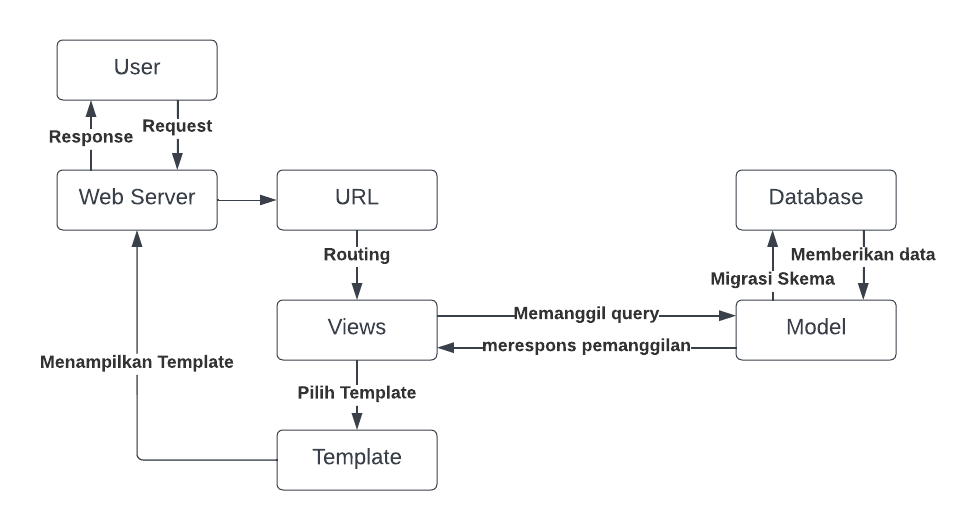 User
Response
Request
Web Server
URL
Database
Routing
Memberikan data
Migrasi Skema
Views
Memanggil query
merespons pemanggilan
Model
Menampilkan Template
Pilih Template
Template